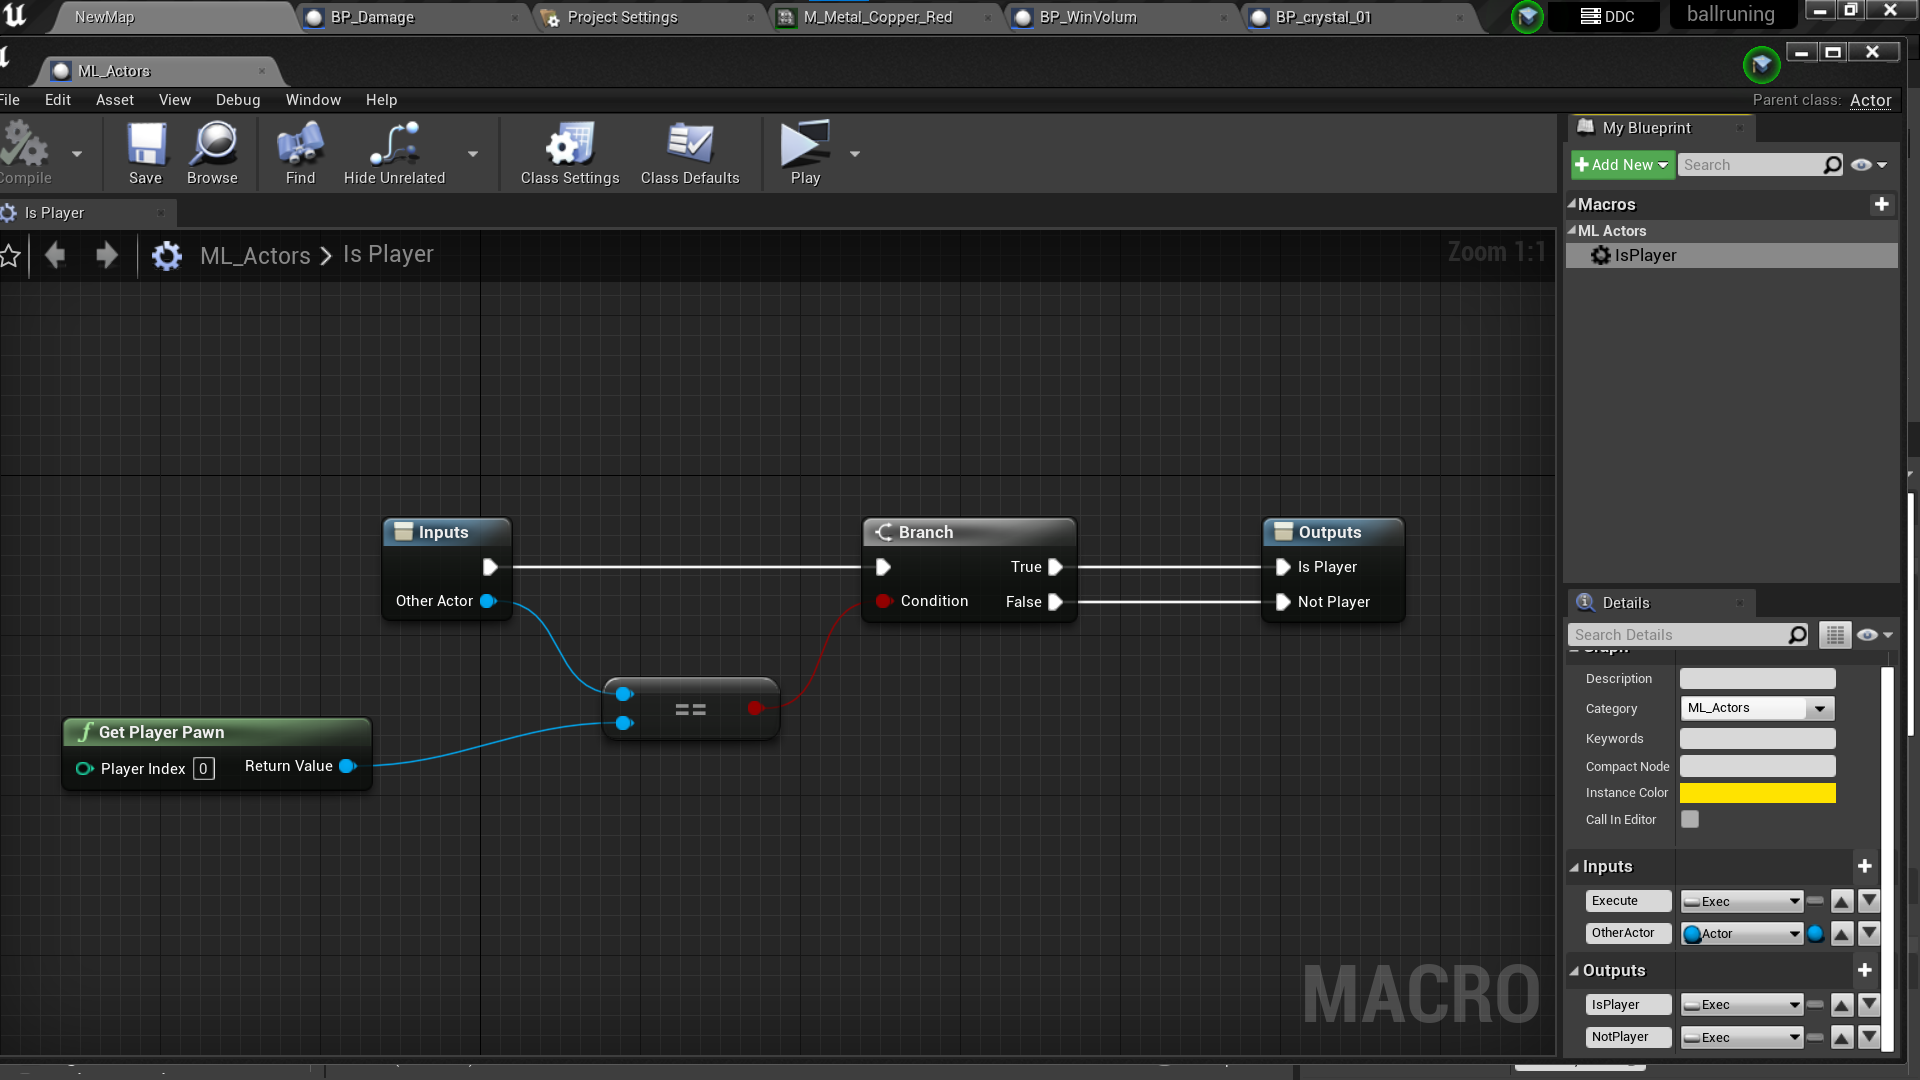 NewMap
BP_Damage
Project Settings
M_Metal_Copper_Red
BP_WinVolum
BP_crystal_01
DDC
ballruning
ML_Actors
File Edit Asset View Debug Window Help
Parent class: Actor
Compile
Save
Browse
Find
Hide Unrelated
Class Settings
Class Defaults
Play
My Blueprint
Add New
Search
Macros
ML Actors
IsPlayer
Is Player
ML_Actors > Is Player
Zoom 1:1
Inputs
Other Actor
Branch
True
Condition
False
Outputs
Is Player
Not Player
==
f Get Player Pawn
Player Index 0
Return Value
MACRO
Details
Search Details
Graph
Description
Category ML_Actors
Keywords
Compact Node
Instance Color
Call In Editor
Inputs
Execute Exec
OtherActor Actor
Outputs
IsPlayer Exec
NotPlayer Exec